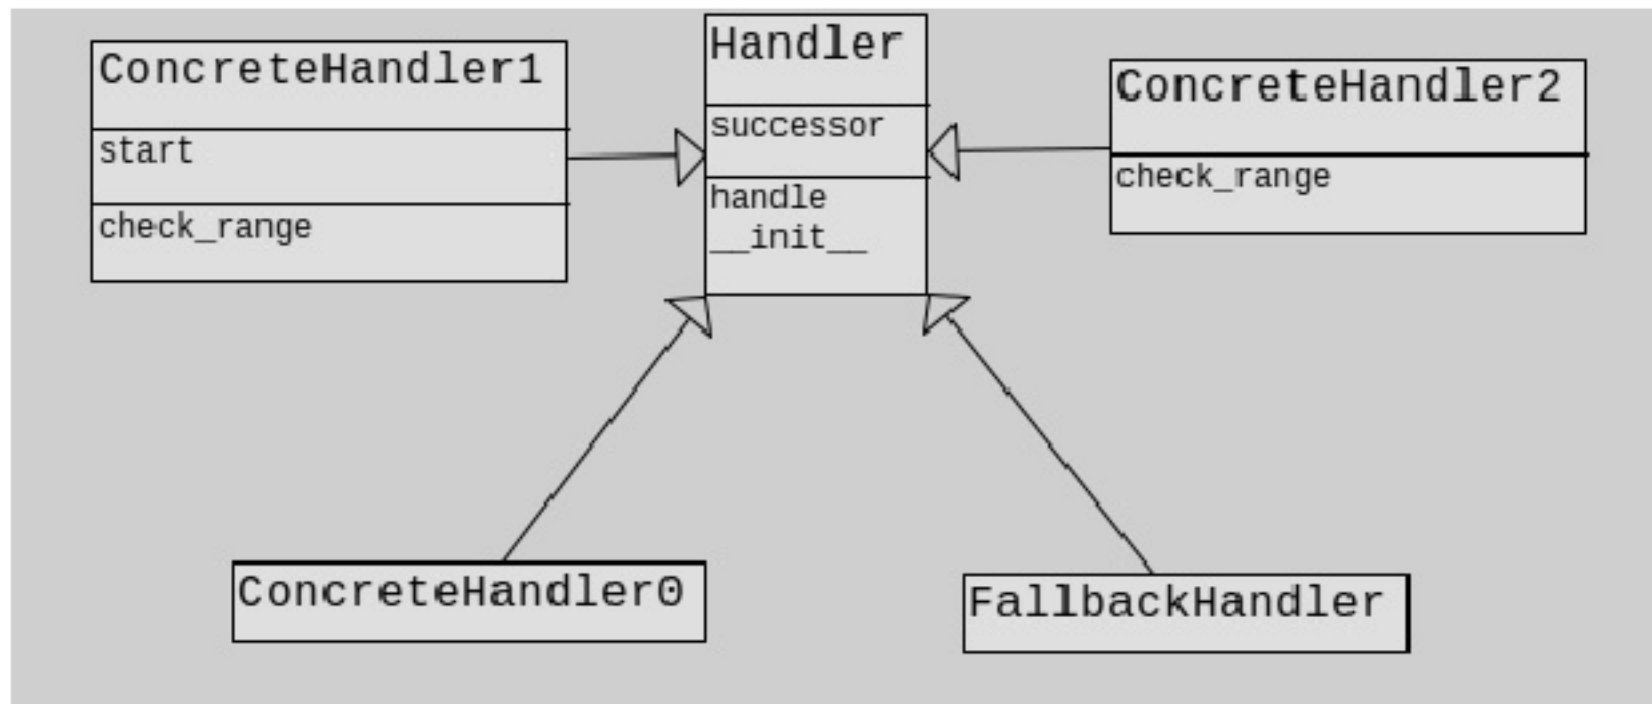 ConcreteHandler1
start
check_range
Handler
successor
handle
__init__
ConcreteHandler2
check_range
ConcreteHandler0
FallbackHandler